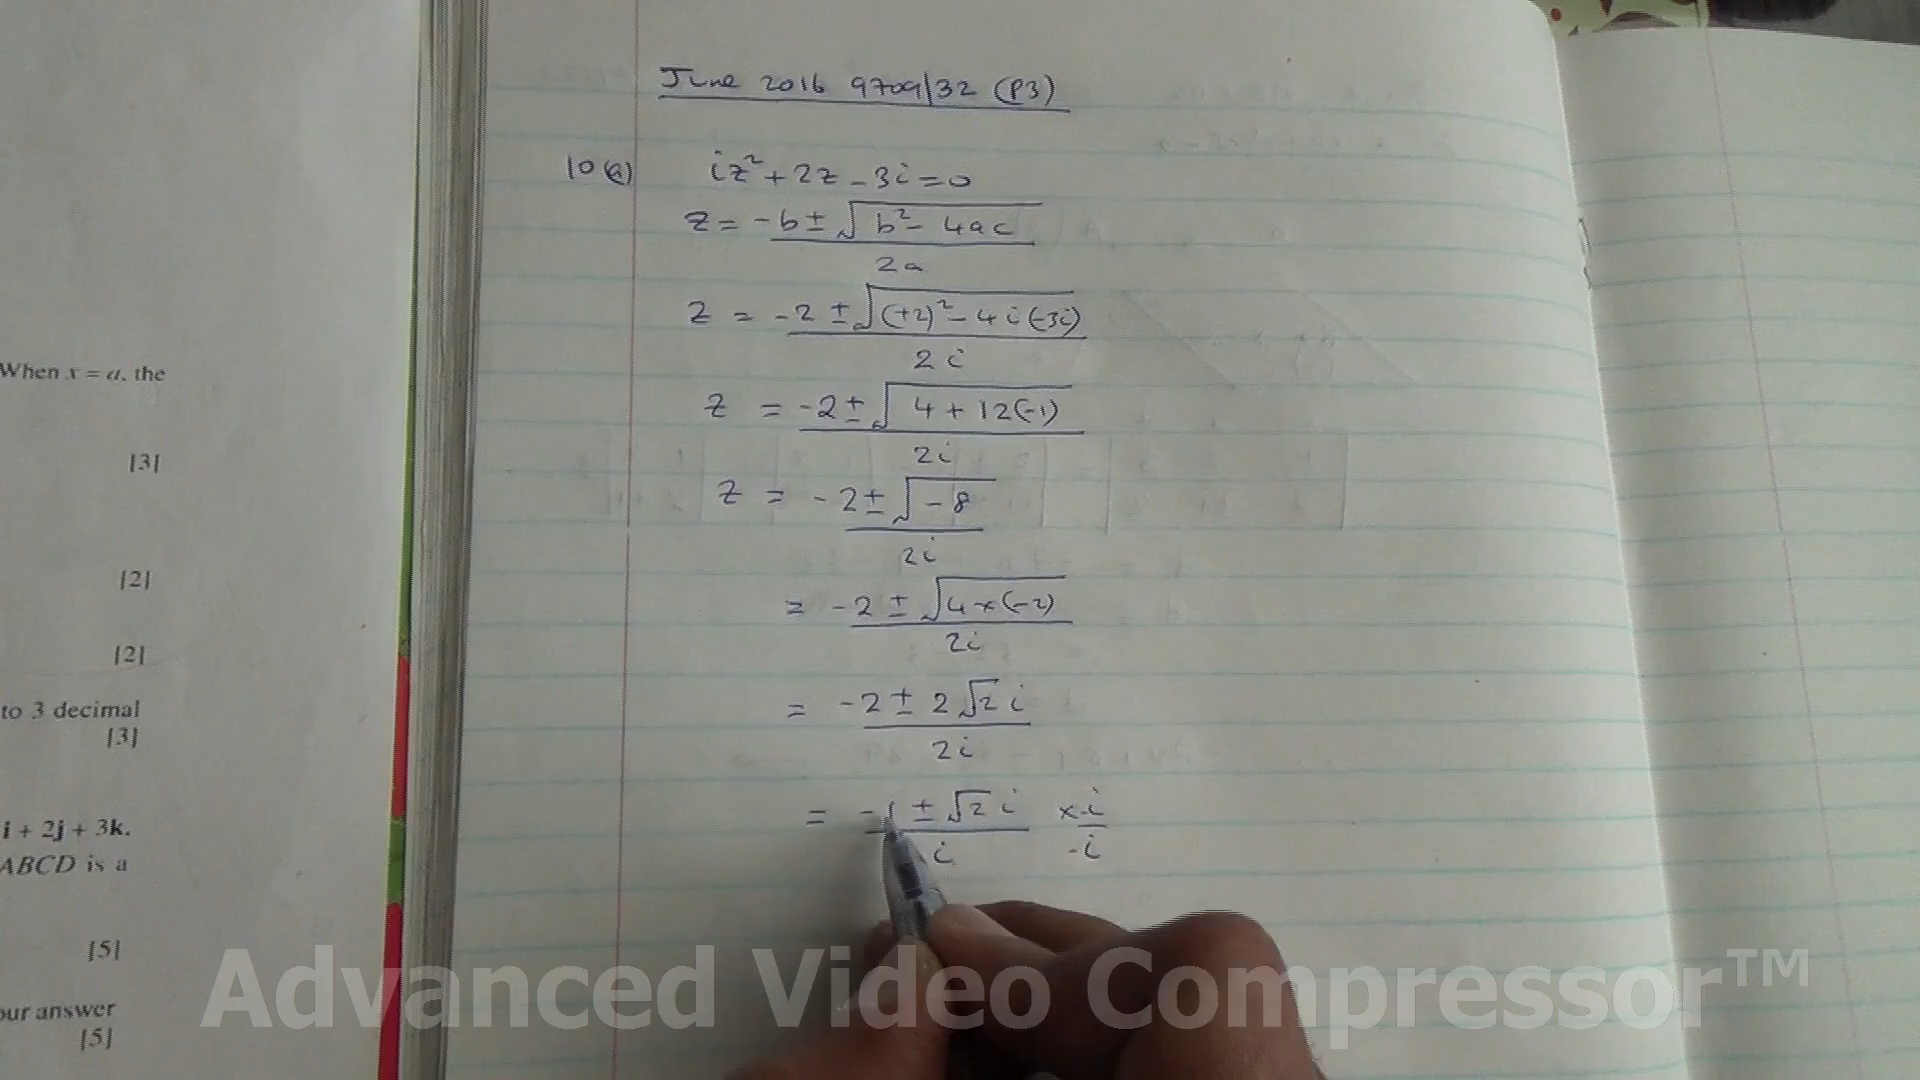 When x = a, the
[3]
[2]
[2]
to 3 decimal
[3]
i + 2j + 3k.
ABCD is a
[5]
our answer
[5]
June 2016 9709/32 (P3)
10(a) iz² + 2z - 3i = 0
z = -b ± √(b² - 4ac)
2a
z = -2 ± √((+2)² - 4i(-3i))
2i
z = -2 ± √(4 + 12(-1))
2i
z = -2 ± √(-8)
2i
= -2 ± √(4×(-2))
2i
= -2 ± 2√2 i
2i
= -1 ± √2 i × i
i -i
Advanced Video Compressor™